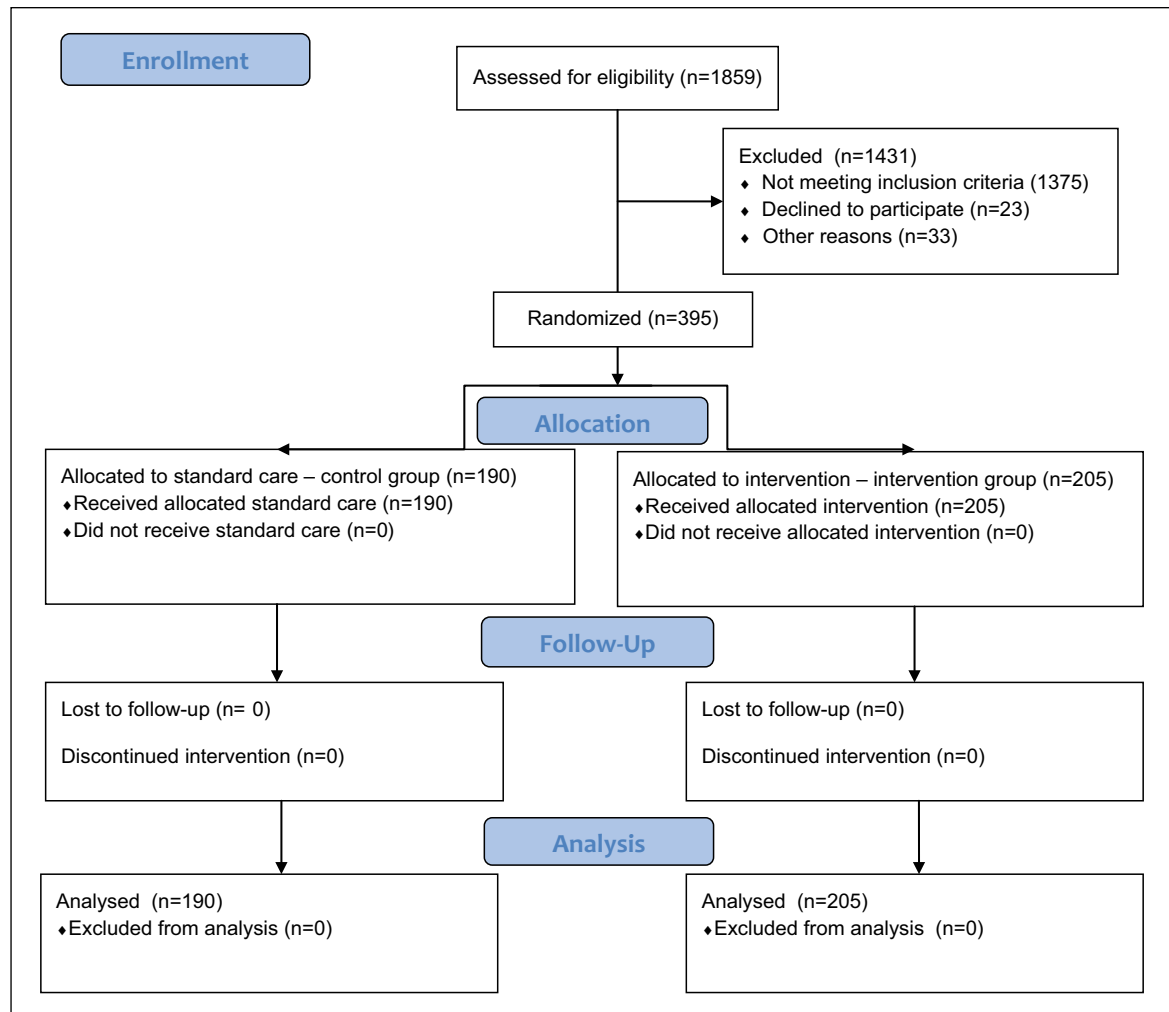 Enrollment
Assessed for eligibility (n=1859)
Excluded (n=1431)
♦ Not meeting inclusion criteria (1375)
♦ Declined to participate (n=23)
♦ Other reasons (n=33)
Randomized (n=395)
Allocation
Allocated to standard care – control group (n=190)
♦Received allocated standard care (n=190)
♦Did not receive standard care (n=0)
Allocated to intervention – intervention group (n=205)
♦Received allocated intervention (n=205)
♦Did not receive allocated intervention (n=0)
Follow-Up
Lost to follow-up (n= 0)
Discontinued intervention (n=0)
Lost to follow-up (n=0)
Discontinued intervention (n=0)
Analysis
Analysed (n=190)
♦Excluded from analysis (n=0)
Analysed (n=205)
♦Excluded from analysis (n=0)